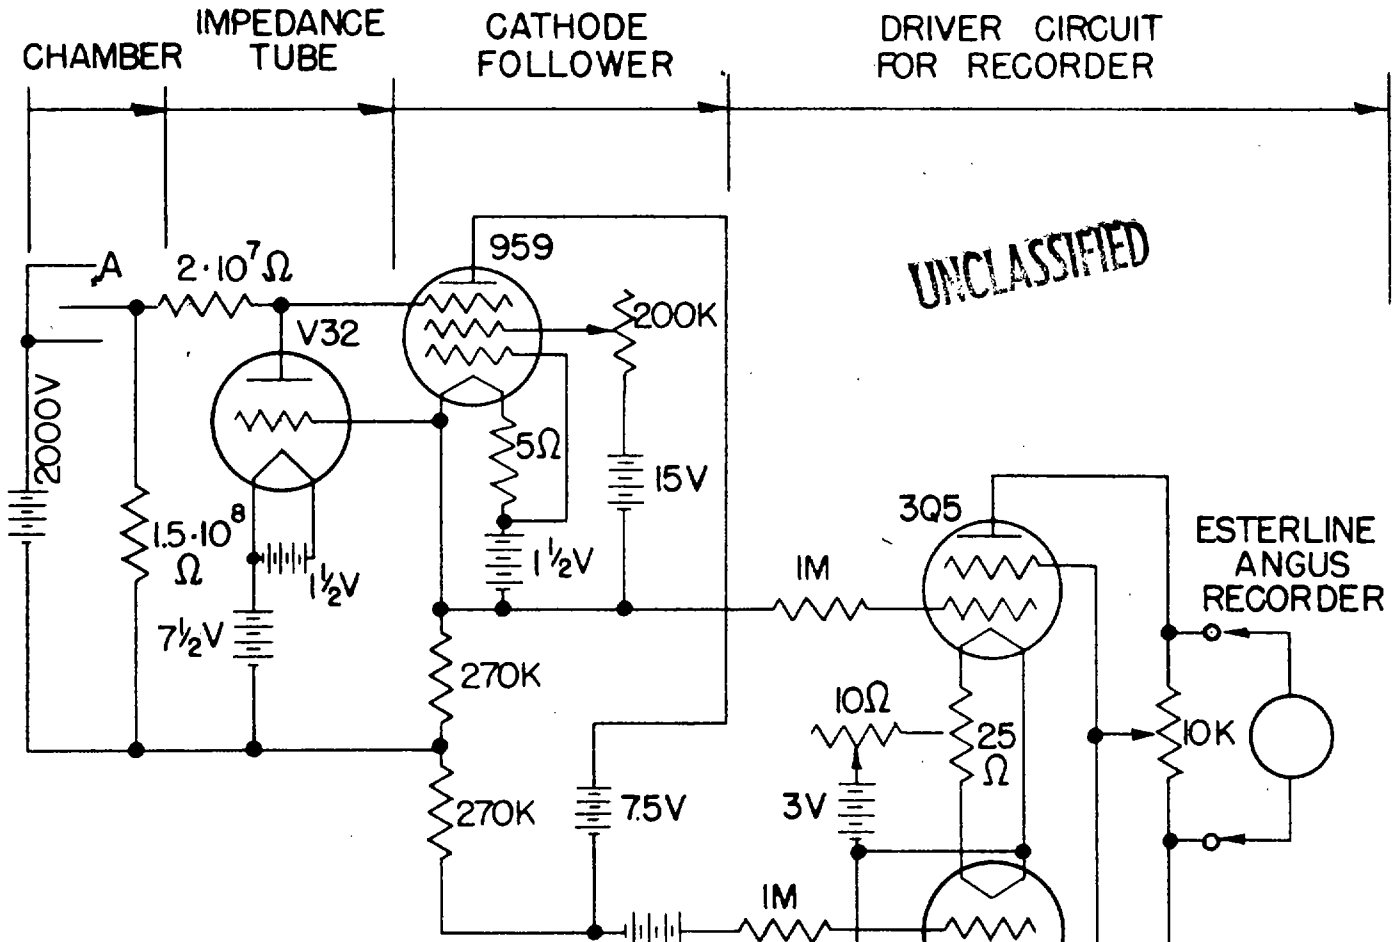 CHAMBER
IMPEDANCE
TUBE
CATHODE
FOLLOWER
DRIVER CIRCUIT
FOR RECORDER
UNCLASSIFIED
A
2·10⁷Ω
959
V32
200K
2000V
5Ω
15V
1.5·10⁸
Ω
1½V
1½V
7½V
3Q5
ESTERLINE
ANGUS
RECORDER
1M
270K
10Ω
25
Ω
10K
270K
7.5V
3V
1M